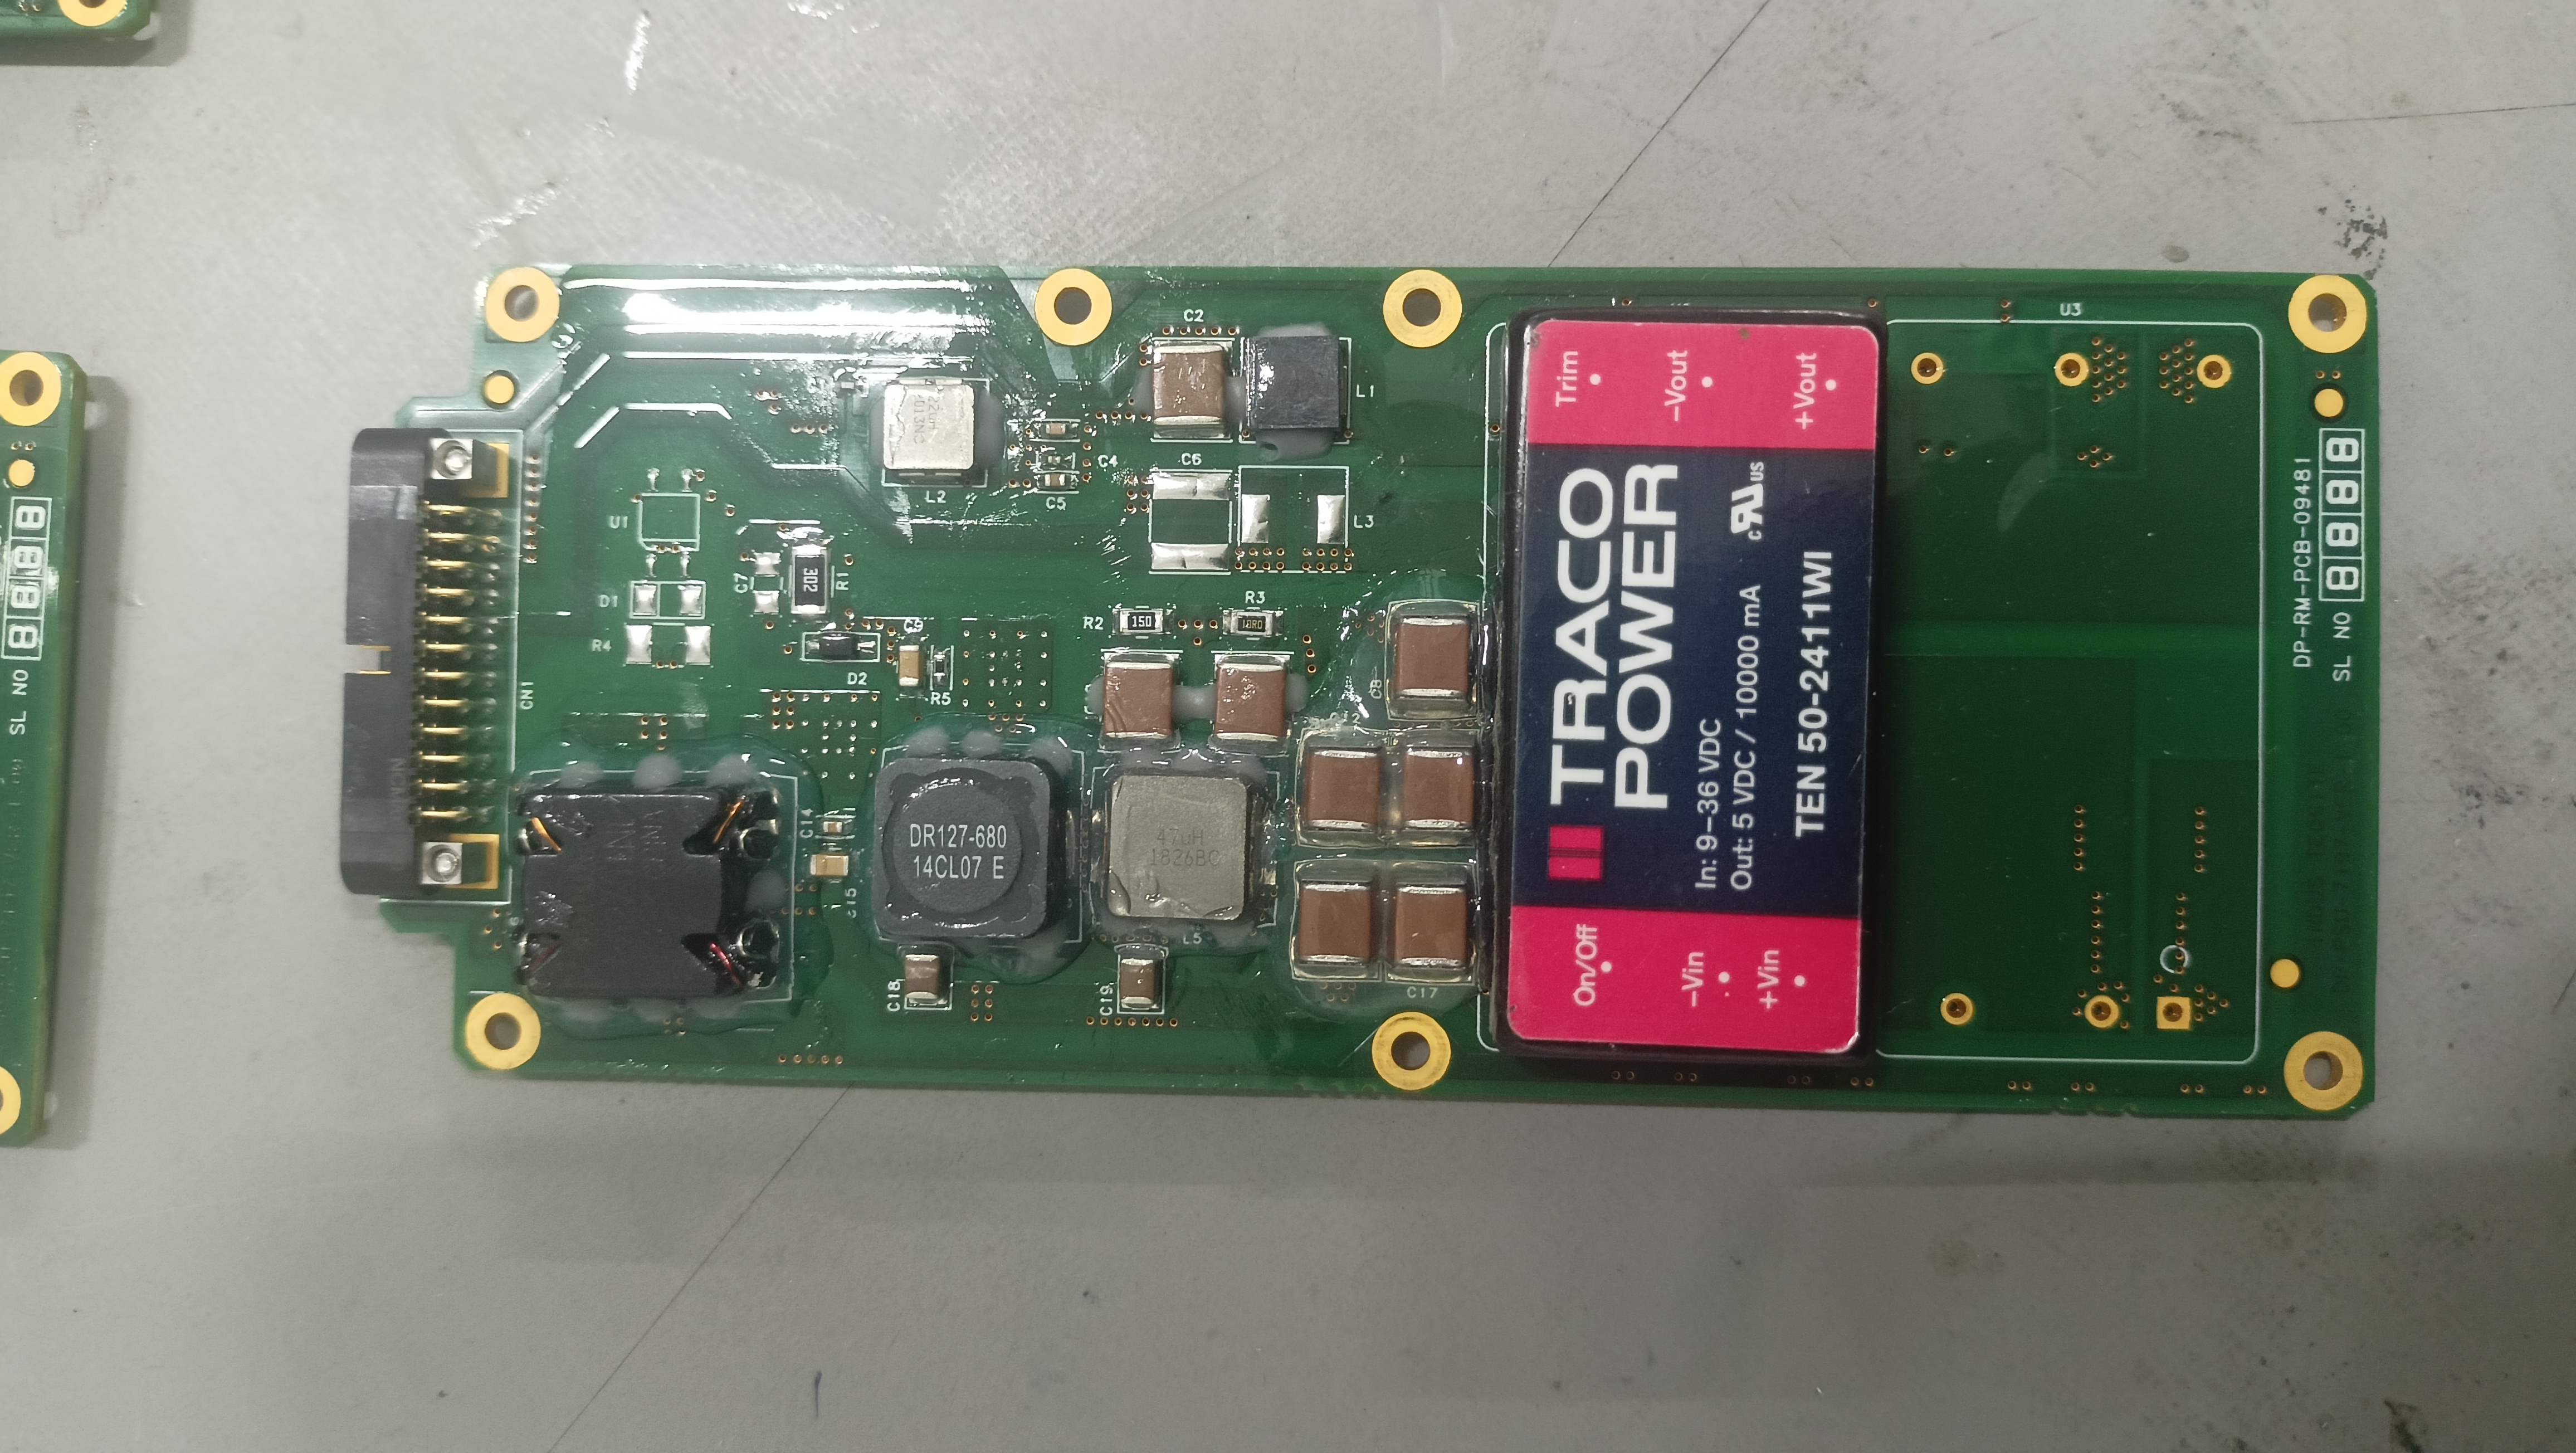 SL NO 8888
CN1
R4
D1
U1
C7
302
R1
C14
C15
D2
C18
DR127-680
14CL07 E
C9
R5
L2
C5
C4
C19
R2
150
L5
C6
C2
R3
L3
L1
C8
C17
TRACO
POWER
On/Off
-Vin
+Vin
In: 9–36 VDC
Out: 5 VDC / 10000 mA
c RU us
TEN 50-2411WI
Trim
-Vout
+Vout
U3
DP-RM-PCB-09481
SL NO 8888